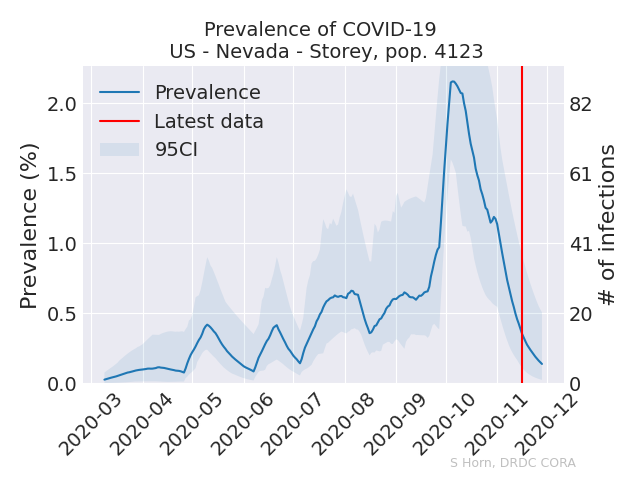 Prevalence of COVID-19
US - Nevada - Storey, pop. 4123
Prevalence
Latest data
95CI
Prevalence (%)
2.0
1.5
1.0
0.5
0.0
# of infections
82
61
41
20
0
2020-03
2020-04
2020-05
2020-06
2020-07
2020-08
2020-09
2020-10
2020-11
2020-12
S Horn, DRDC CORA